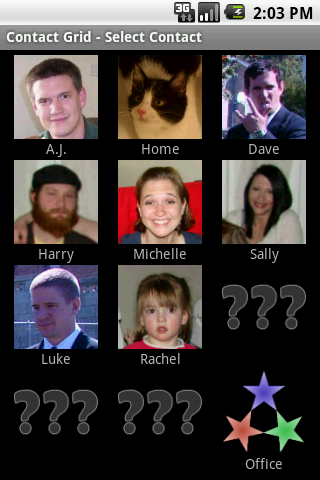 3G 2:03 PM
Contact Grid - Select Contact
A.J. Home Dave
Harry Michelle Sally
Luke Rachel ???
??? ??? Office